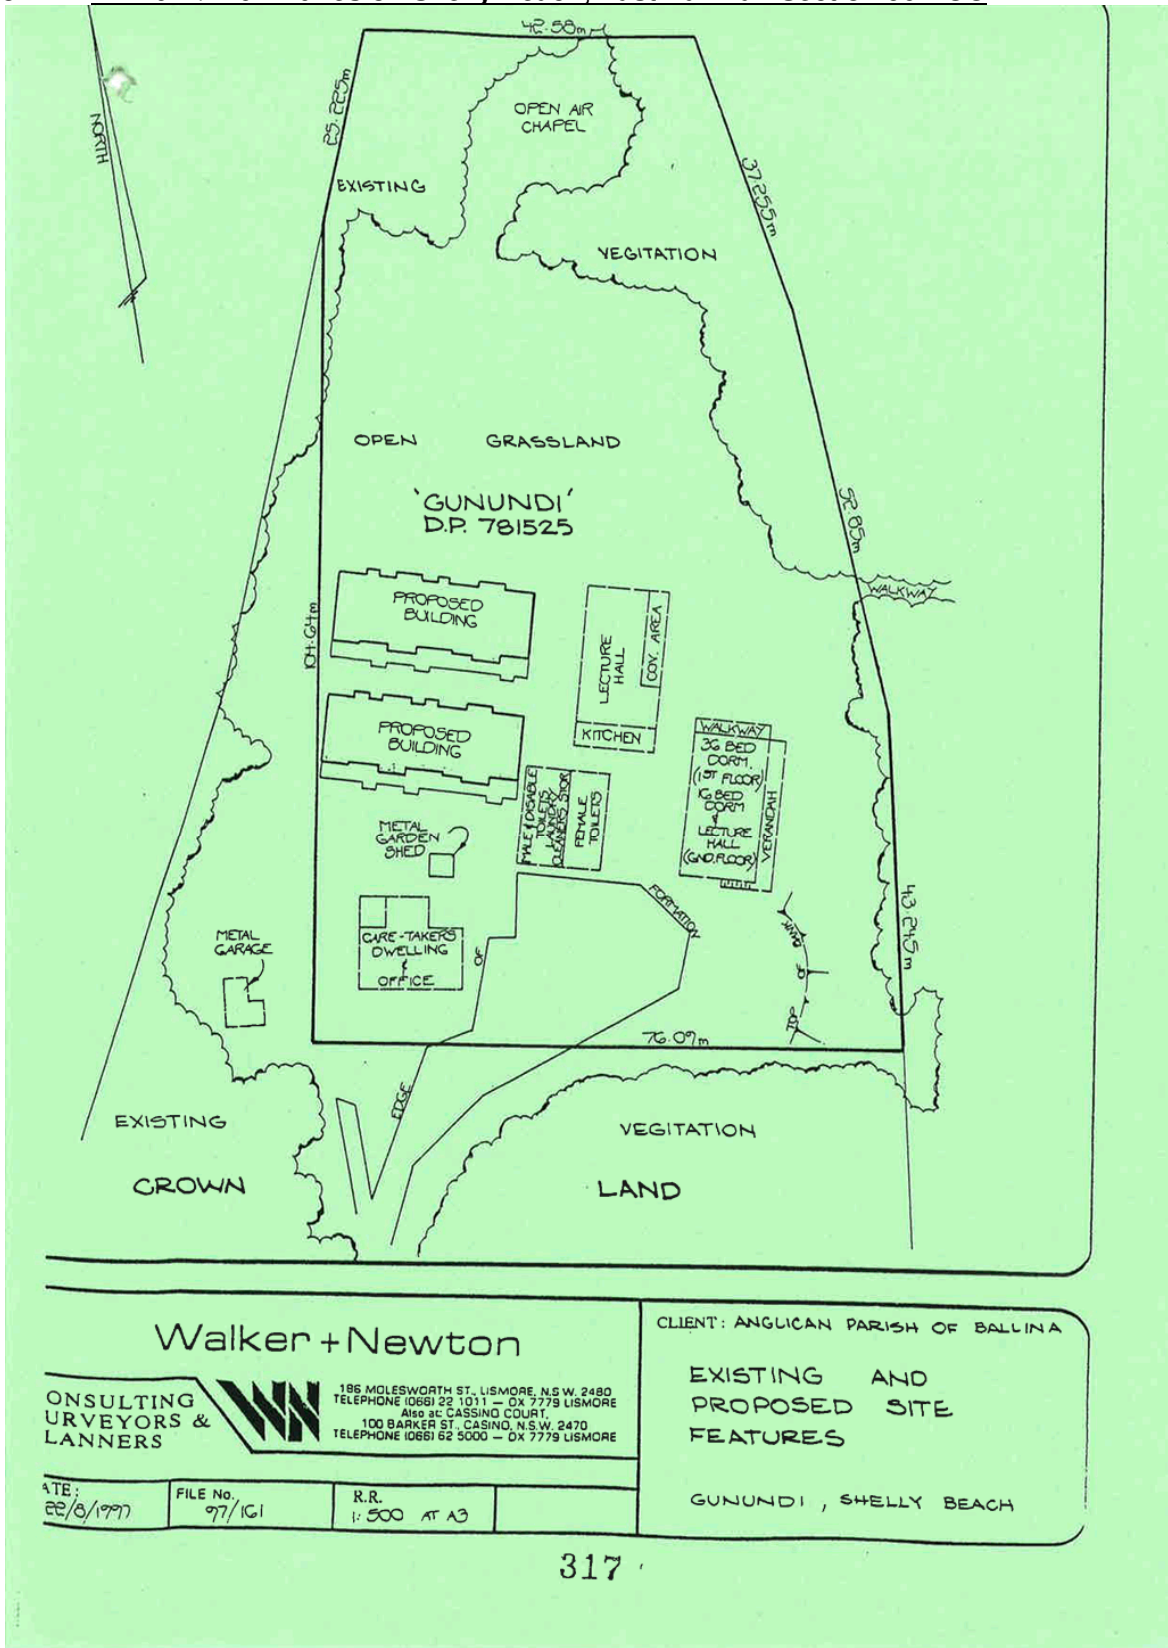 42.58m
25.225m
NORTH
OPEN AIR
CHAPEL
EXISTING
37.255m
VEGITATION
OPEN GRASSLAND
'GUNUNDI'
D.P. 781525
52.85m
WALKWAY
104.64m
PROPOSED
BUILDING
LECTURE
HALL
COV. AREA
KITCHEN
PROPOSED
BUILDING
WALKWAY
36 BED
DORM.
(1ST FLOOR)
16 BED
DORM
&
LECTURE
HALL
(GND.FLOOR)
VERANDAH
MALE & DISABLE
TOILETS
LAUNDRY
CLEANERS STOR
FEMALE
TOILETS
METAL
GARDEN
SHED
FORMATION
43.245m
METAL
GARAGE
CARE-TAKERS
DWELLING
&
OFFICE
OF
BANK
OF
TOP
76.09m
EDGE
EXISTING
VEGITATION
CROWN
LAND
Walker+Newton
ONSULTING
URVEYORS &
LANNERS
WN
186 MOLESWORTH ST., LISMORE, N.S.W. 2480
TELEPHONE (066) 22 1011 — DX 7779 LISMORE
Also at: CASSINO COURT,
100 BARKER ST., CASINO, N.S.W. 2470
TELEPHONE (066) 62 5000 — DX 7779 LISMORE
ATE:
22/8/1997
FILE No.
97/161
R.R.
1:500 AT A3
CLIENT: ANGLICAN PARISH OF BALLINA
EXISTING AND
PROPOSED SITE
FEATURES
GUNUNDI, SHELLY BEACH
317